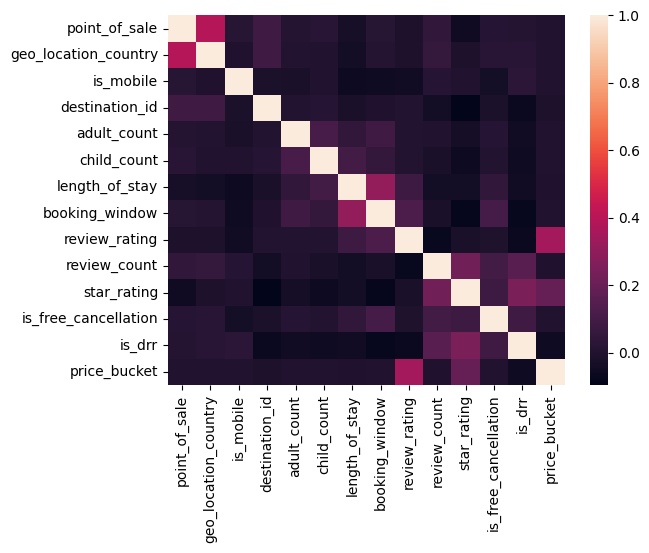 point_of_sale
geo_location_country
is_mobile
destination_id
adult_count
child_count
length_of_stay
booking_window
review_rating
review_count
star_rating
is_free_cancellation
is_drr
price_bucket
point_of_sale
geo_location_country
is_mobile
destination_id
adult_count
child_count
length_of_stay
booking_window
review_rating
review_count
star_rating
is_free_cancellation
is_drr
price_bucket
1.0
0.8
0.6
0.4
0.2
0.0